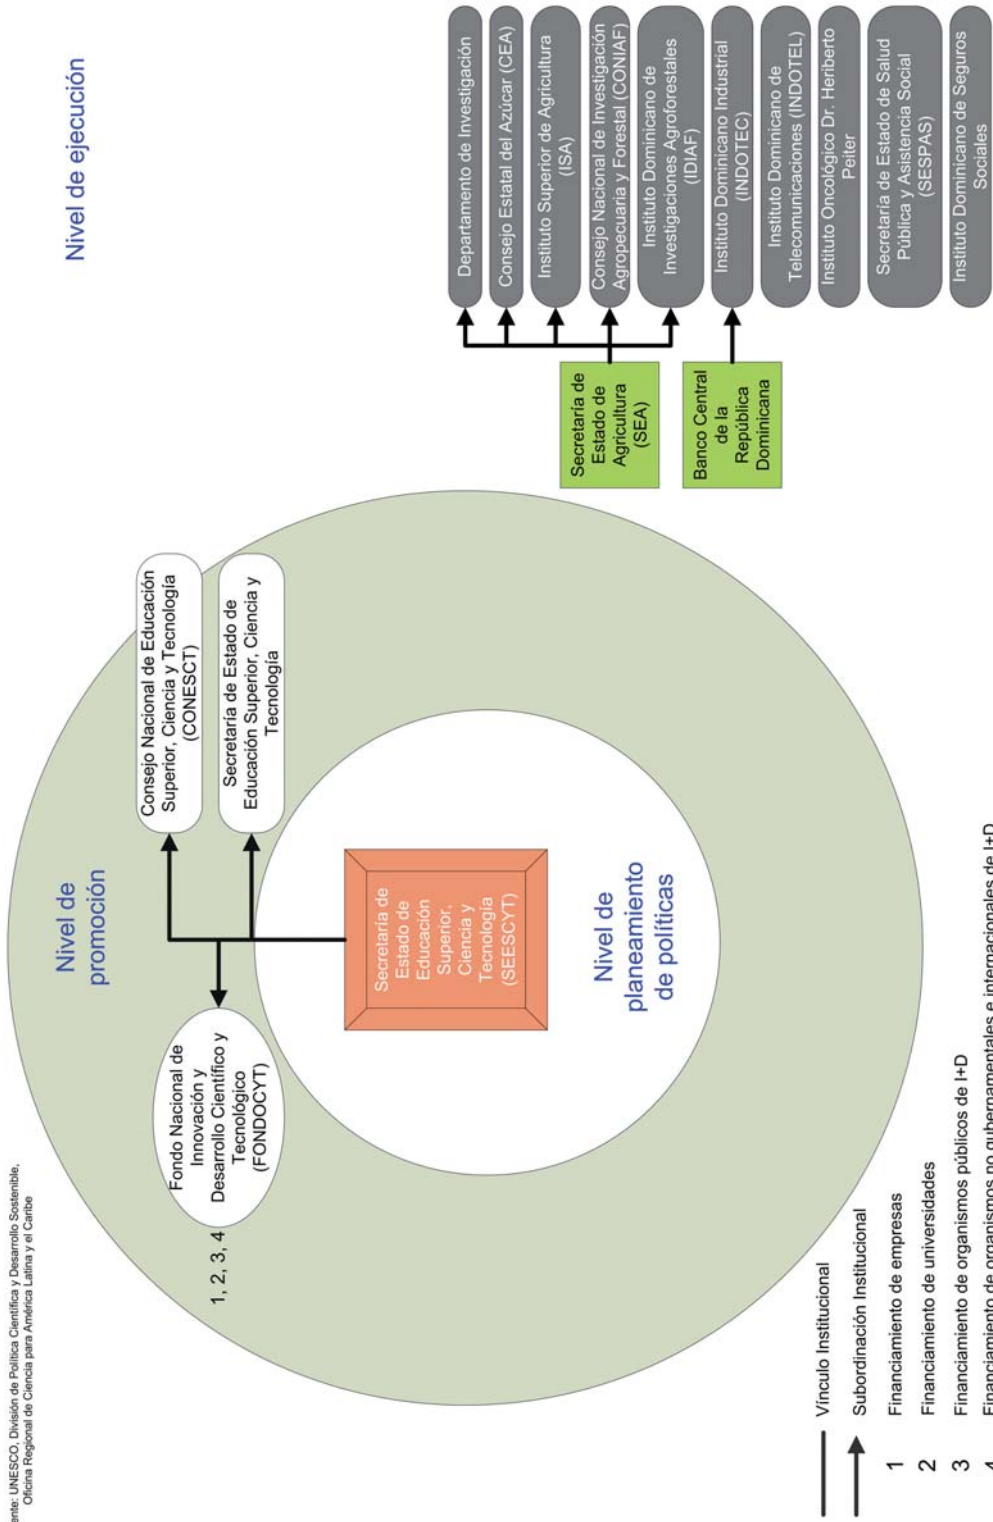 ente: UNESCO, División de Política Científica y Desarrollo Sostenible,
Oficina Regional de Ciencia para América Latina y el Caribe
Nivel de
promoción
Fondo Nacional de
Innovación y
Desarrollo Científico y
Tecnológico
(FONDOCYT)
1, 2, 3, 4
Consejo Nacional de Educación
Superior, Ciencia y Tecnología
(CONESCT)
Secretaría de Estado de
Educación Superior, Ciencia y
Tecnología
Secretaría de
Estado de
Educación
Superior,
Ciencia y
Tecnología
(SEESCYT)
Nivel de
planeamiento
de políticas
Nivel de ejecución
Secretaría de
Estado de
Agricultura
(SEA)
Banco Central
de la
República
Dominicana
Departamento de Investigación
Consejo Estatal del Azúcar (CEA)
Instituto Superior de Agricultura
(ISA)
Consejo Nacional de Investigación
Agropecuaria y Forestal (CONIAF)
Instituto Dominicano de
Investigaciones Agroforestales
(IDIAF)
Instituto Dominicano Industrial
(INDOTEC)
Instituto Dominicano de
Telecomunicaciones (INDOTEL)
Instituto Oncológico Dr. Heriberto
Peiter
Secretaría de Estado de Salud
Pública y Asistencia Social
(SESPAS)
Instituto Dominicano de Seguros
Sociales
Vínculo Institucional
Subordinación Institucional
1 Financiamiento de empresas
2 Financiamiento de universidades
3 Financiamiento de organismos públicos de I+D
4 Financiamiento de organismos no gubernamentales e internacionales de I+D